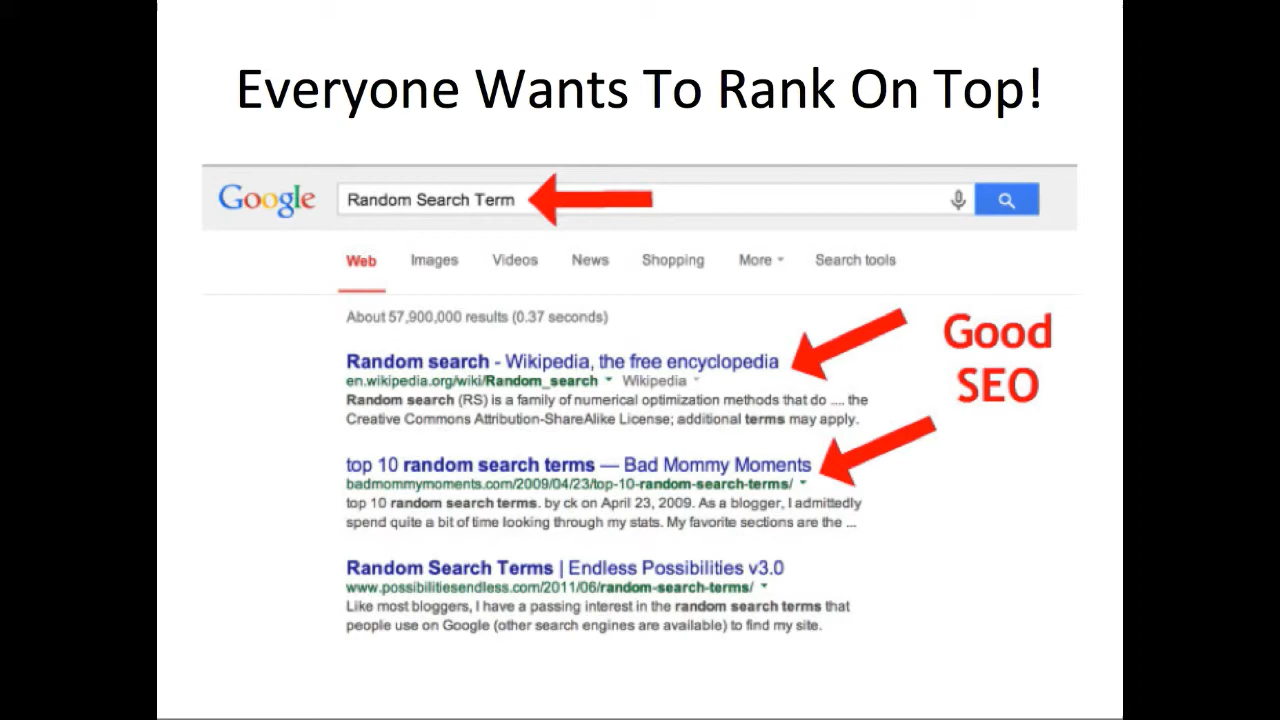 Everyone Wants To Rank On Top!
Google
Random Search Term
Web Images Videos News Shopping More Search tools
About 57,900,000 results (0.37 seconds)
Good
SEO
Random search - Wikipedia, the free encyclopedia
en.wikipedia.org/wiki/Random_search Wikipedia
Random search (RS) is a family of numerical optimization methods that do .... the
Creative Commons Attribution-ShareAlike License; additional terms may apply.
top 10 random search terms — Bad Mommy Moments
badmommymoments.com/2009/04/23/top-10-random-search-terms/
top 10 random search terms. by ck on April 23, 2009. As a blogger, I admittedly
spend quite a bit of time looking through my stats. My favorite sections are the ...
Random Search Terms | Endless Possibilities v3.0
www.possibilitiesendless.com/2011/06/random-search-terms/
Like most bloggers, I have a passing interest in the random search terms that
people use on Google (other search engines are available) to find my site.